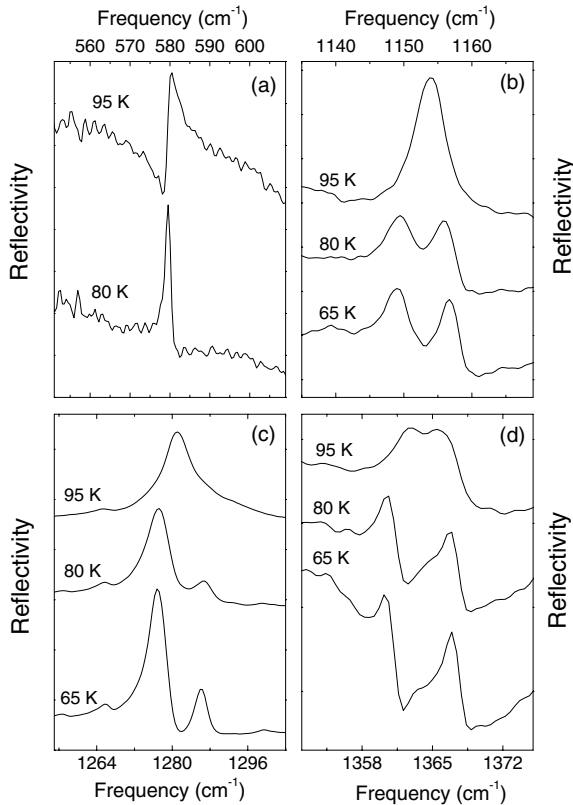 Frequency (cm⁻¹) Frequency (cm⁻¹)
560 570 580 590 600 1140 1150 1160
(a) (b)
95 K
80 K
95 K
80 K
65 K
Reflectivity Reflectivity
(c) (d)
95 K
80 K
65 K
95 K
80 K
65 K
Reflectivity Reflectivity
1264 1280 1296 1358 1365 1372
Frequency (cm⁻¹) Frequency (cm⁻¹)